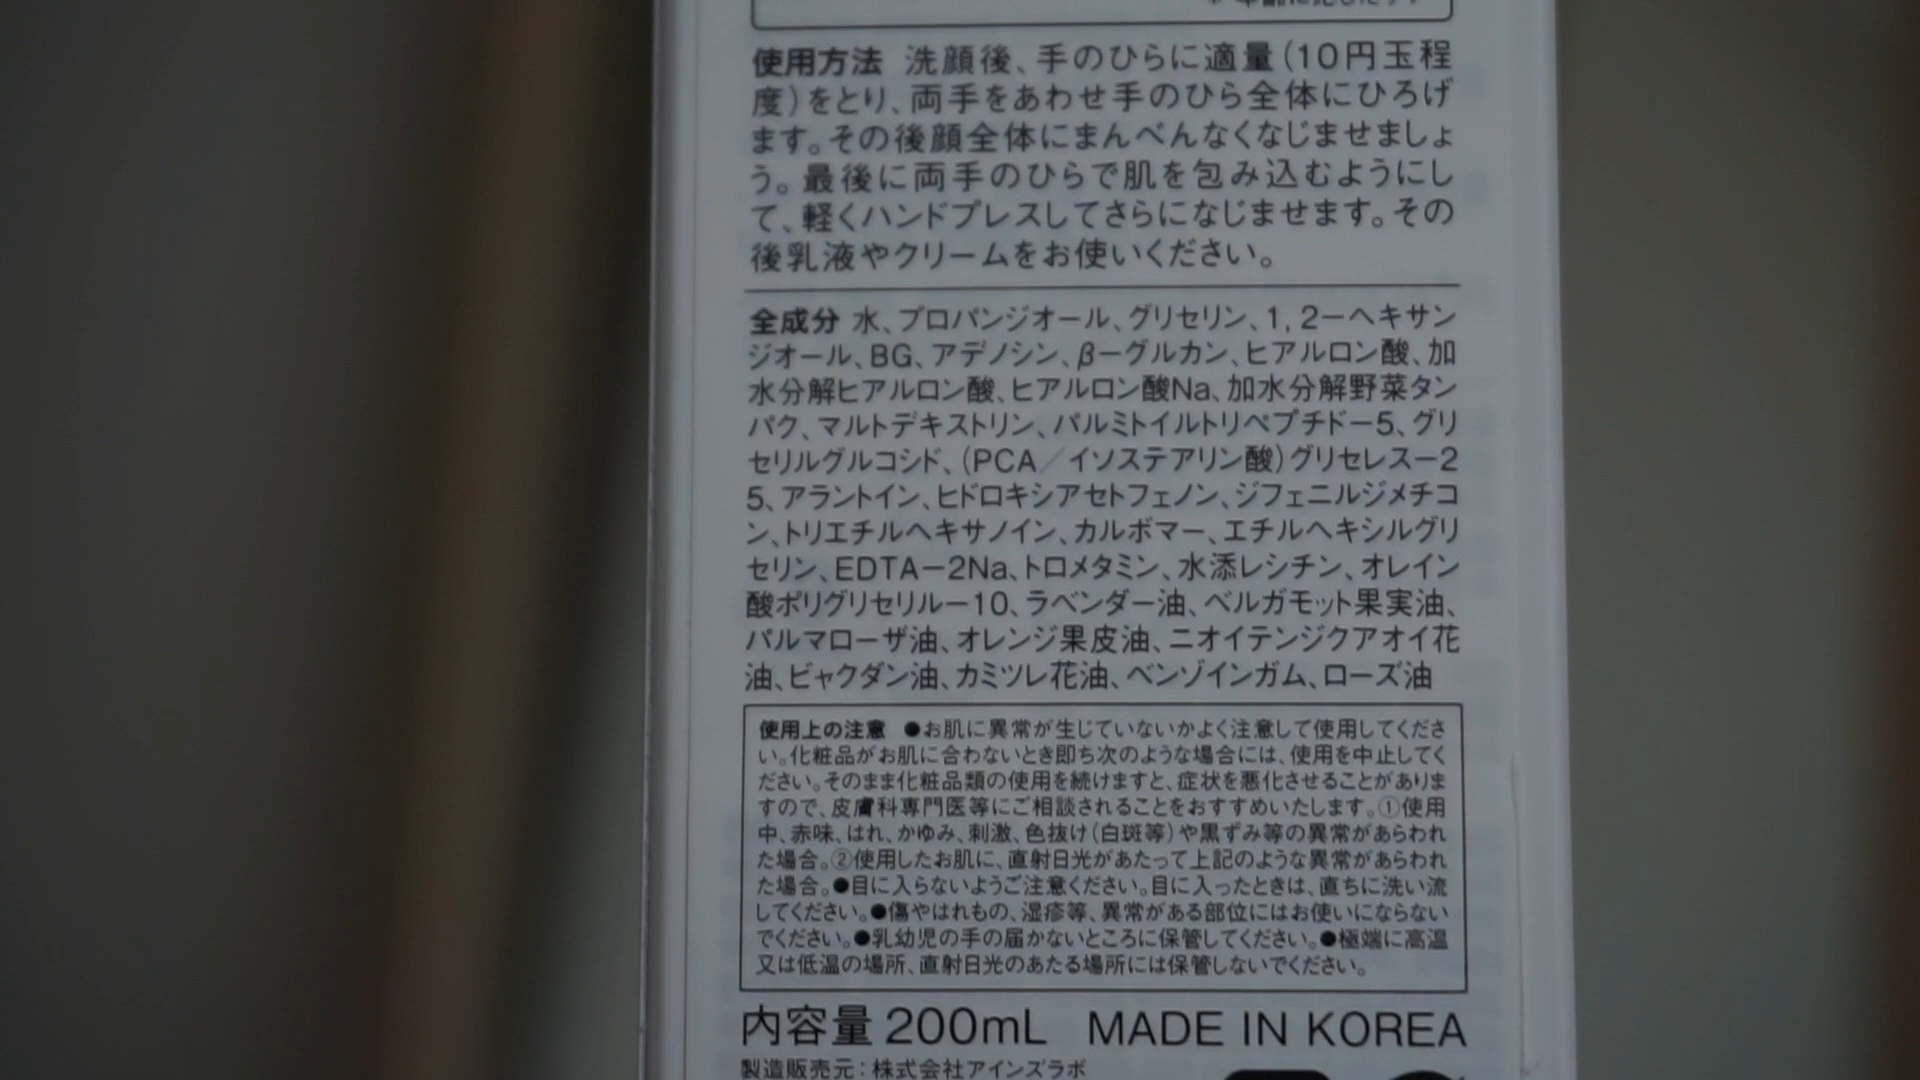 使用方法 洗顔後、手のひらに適量(10円玉程
度)をとり、両手をあわせ手のひら全体にひろげ
ます。その後顔全体にまんべんなくなじませましょ
う。最後に両手のひらで肌を包み込むようにし
て、軽くハンドプレスしてさらになじませます。その
後乳液やクリームをお使いください。
全成分 水、プロパンジオール、グリセリン、1,2ーヘキサン
ジオール、BG、アデノシン、βーグルカン、ヒアルロン酸、加
水分解ヒアルロン酸、ヒアルロン酸Na、加水分解野菜タン
パク、マルトデキストリン、パルミトイルトリペプチドー5、グリ
セリルグルコシド、(PCA/イソステアリン酸)グリセレスー2
5、アラントイン、ヒドロキシアセトフェノン、ジフェニルジメチコ
ン、トリエチルヘキサノイン、カルボマー、エチルヘキシルグリ
セリン、EDTAー2Na、トロメタミン、水添レシチン、オレイン
酸ポリグリセリルー10、ラベンダー油、ベルガモット果実油、
パルマローザ油、オレンジ果皮油、ニオイテンジクアオイ花
油、ビャクダン油、カミツレ花油、ベンゾインガム、ローズ油
使用上の注意 ●お肌に異常が生じていないかよく注意して使用してくださ
い。化粧品がお肌に合わないとき即ち次のような場合には、使用を中止してく
ださい。そのまま化粧品類の使用を続けますと、症状を悪化させることがありま
すので、皮膚科専門医等にご相談されることをおすすめいたします。①使用
中、赤味、はれ、かゆみ、刺激、色抜け(白斑等)や黒ずみ等の異常があらわれ
た場合。②使用したお肌に、直射日光があたって上記のような異常があらわれ
た場合。●目に入らないようご注意ください。目に入ったときは、直ちに洗い流
してください。●傷やはれもの、湿疹等、異常がある部位にはお使いにならない
でください。●乳幼児の手の届かないところに保管してください。●極端に高温
又は低温の場所、直射日光のあたる場所には保管しないでください。
内容量 200mL MADE IN KOREA
製造販売元:株式会社アインズラボ